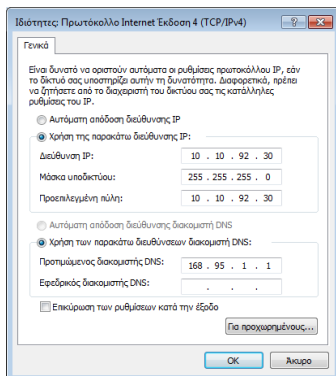 Ιδιότητες: Πρωτόκολλο Internet Έκδοση 4 (TCP/IPv4)
Γενικά
Είναι δυνατό να οριστούν αυτόματα οι ρυθμίσεις πρωτοκόλλου IP, εάν
το δίκτυό σας υποστηρίζει αυτήν τη δυνατότητα. Διαφορετικά, πρέπει
να ζητήσετε από το διαχειριστή του δικτύου σας τις κατάλληλες
ρυθμίσεις του IP.
Αυτόματη απόδοση διεύθυνσης IP
Χρήση της παρακάτω διεύθυνσης IP:
Διεύθυνση IP: 10 . 10 . 92 . 30
Μάσκα υποδικτύου: 255 . 255 . 255 . 0
Προεπιλεγμένη πύλη: 10 . 10 . 92 . 30
Αυτόματη απόδοση διεύθυνσης διακομιστή DNS
Χρήση των παρακάτω διευθύνσεων διακομιστή DNS:
Προτιμώμενος διακομιστής DNS: 168 . 95 . 1 . 1
Εφεδρικός διακομιστής DNS: . . .
Επικύρωση των ρυθμίσεων κατά την έξοδο
Για προχωρημένους...
OK Άκυρο